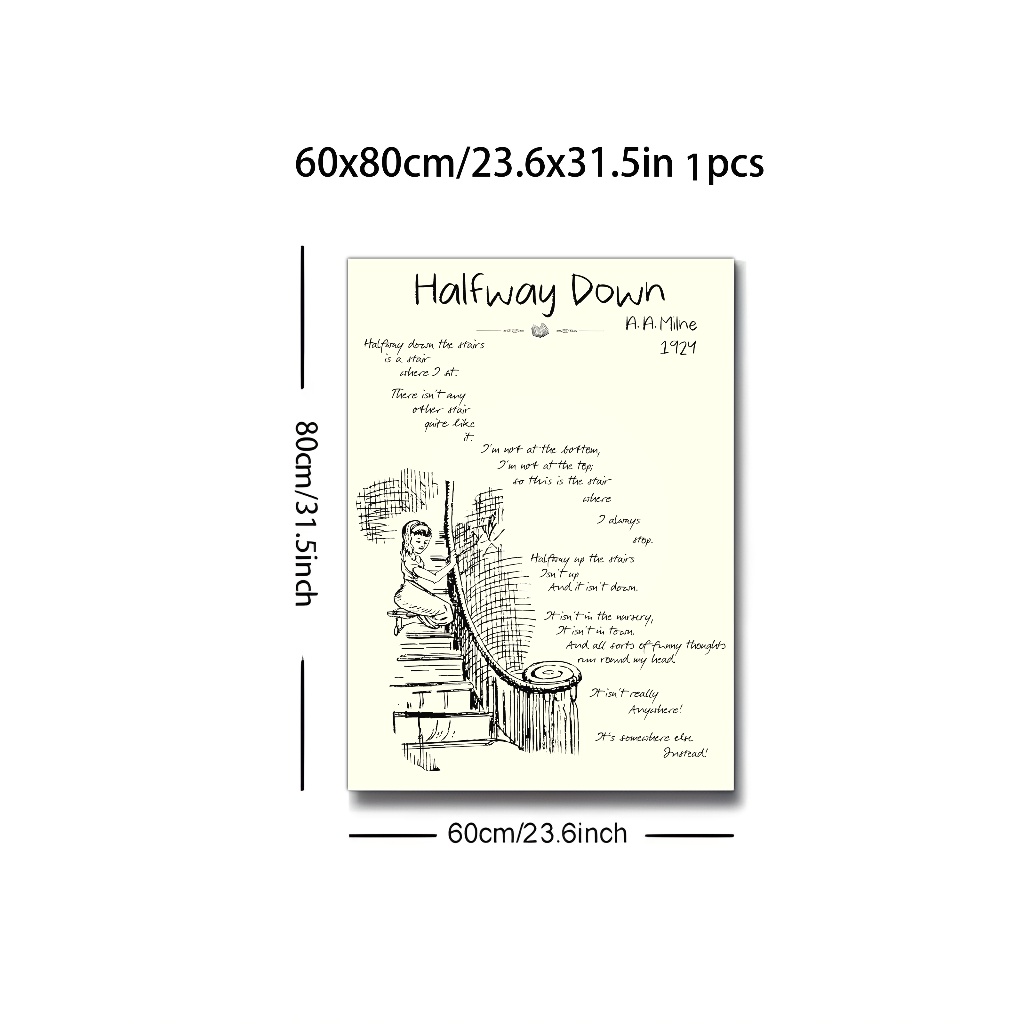 60x80cm/23.6x31.5in 1pcs
80cm/31.5inch
Halfway Down
A.A. Milne
1924
Halfway down the stairs
is a stair
where I sit.
There isn't any
other stair
quite like
it.
I'm not at the bottom,
I'm not at the top;
so this is the stair
where
I always
stop.
Halfway up the stairs
Isn't up
And it isn't down.
It isn't in the nursery,
It isn't in town.
And all sorts of funny thoughts
run round my head.
It isn't really
Anywhere!
It's somewhere else
Instead!
60cm/23.6inch